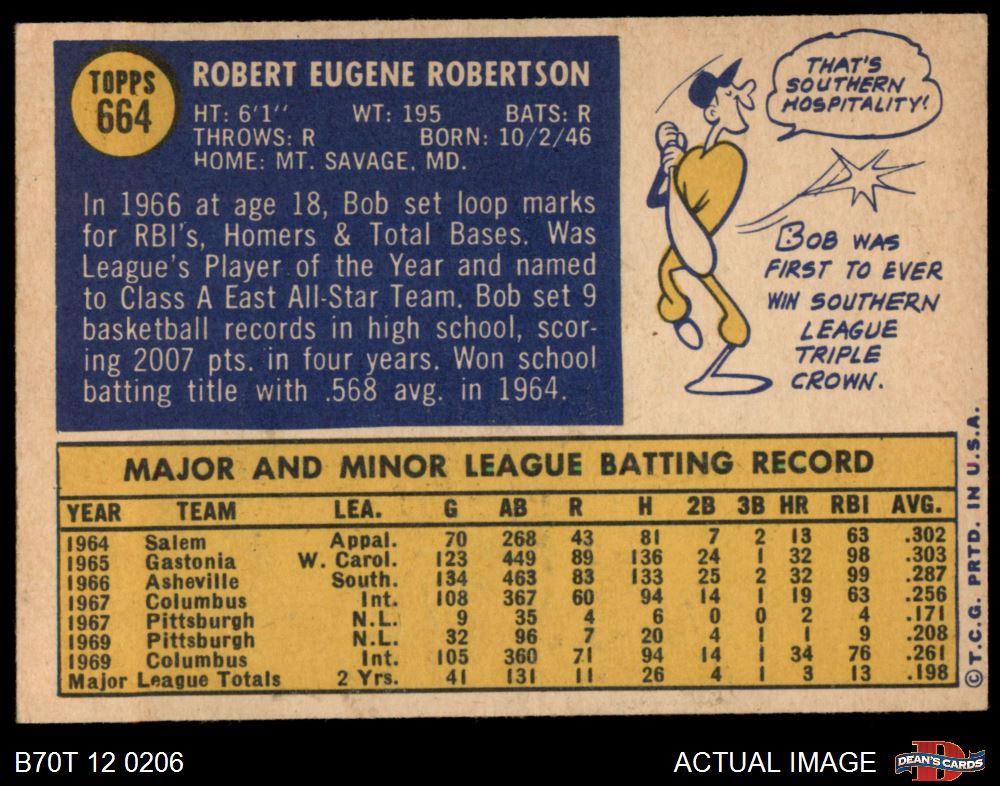 TOPPS
664
ROBERT EUGENE ROBERTSON
HT: 6'1" WT: 195 BATS: R
THROWS: R BORN: 10/2/46
HOME: MT. SAVAGE, MD.
In 1966 at age 18, Bob set loop marks
for RBI's, Homers & Total Bases. Was
League's Player of the Year and named
to Class A East All-Star Team. Bob set 9
basketball records in high school, scor-
ing 2007 pts. in four years. Won school
batting title with .568 avg. in 1964.
THAT'S
SOUTHERN
HOSPITALITY!
BOB WAS
FIRST TO EVER
WIN SOUTHERN
LEAGUE
TRIPLE
CROWN.
MAJOR AND MINOR LEAGUE BATTING RECORD
YEAR TEAM LEA. G AB R H 2B 3B HR RBI AVG.
1964 Salem Appal. 70 268 43 81 7 2 13 63 .302
1965 Gastonia W. Carol. 123 449 89 136 24 1 32 98 .303
1966 Asheville South. 134 463 83 133 25 2 32 99 .287
1967 Columbus Int. 108 367 60 94 14 1 19 63 .256
1967 Pittsburgh N.L. 9 35 4 6 0 0 2 4 .171
1969 Pittsburgh N.L. 32 96 7 20 4 1 1 9 .208
1969 Columbus Int. 105 360 71 94 14 1 34 76 .261
Major League Totals 2 Yrs. 41 131 11 26 4 1 3 13 .198
©T.C.G. PRTD. IN U.S.A.
B70T 12 0206
ACTUAL IMAGE
D
DEAN'S CARDS